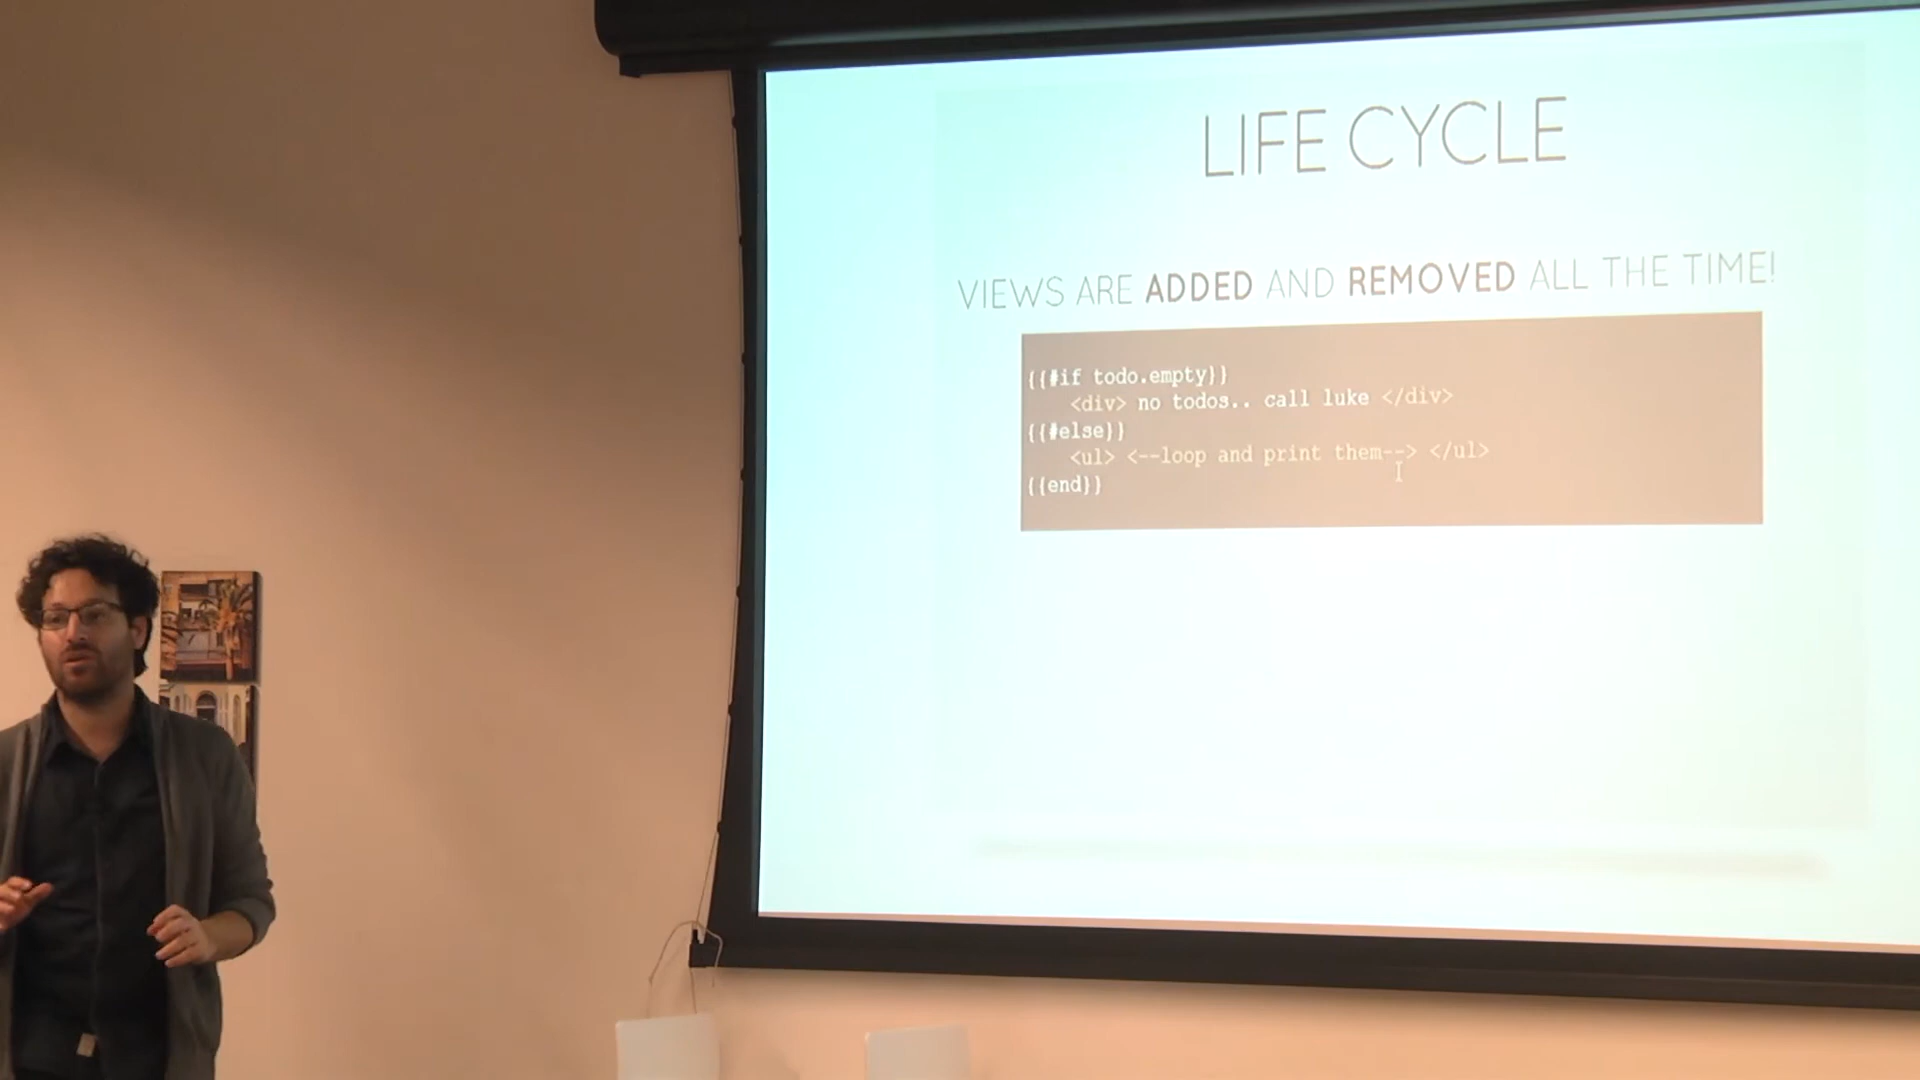 LIFE CYCLE
VIEWS ARE ADDED AND REMOVED ALL THE TIME!
{{#if todo.empty}}
<div> no todos.. call luke </div>
{{#else}}
<ul> <--loop and print them--> </ul>
{{end}}